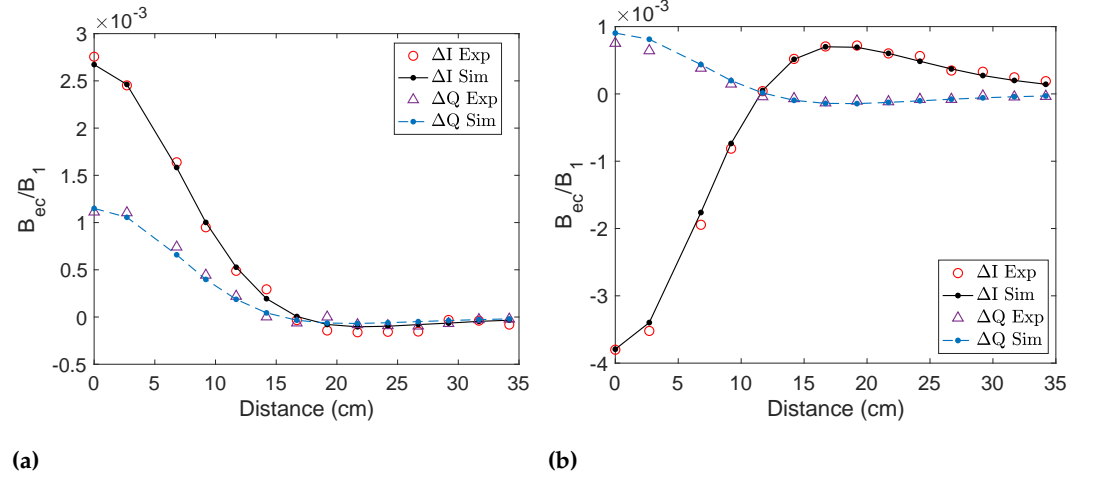 ×10⁻³
3
2.5
2
1.5
1
0.5
0
-0.5
B_ec/B_1
0 5 10 15 20 25 30 35
Distance (cm)
ΔI Exp
ΔI Sim
ΔQ Exp
ΔQ Sim
(a)
×10⁻³
1
0
-1
-2
-3
-4
B_ec/B_1
0 5 10 15 20 25 30 35
Distance (cm)
ΔI Exp
ΔI Sim
ΔQ Exp
ΔQ Sim
(b)